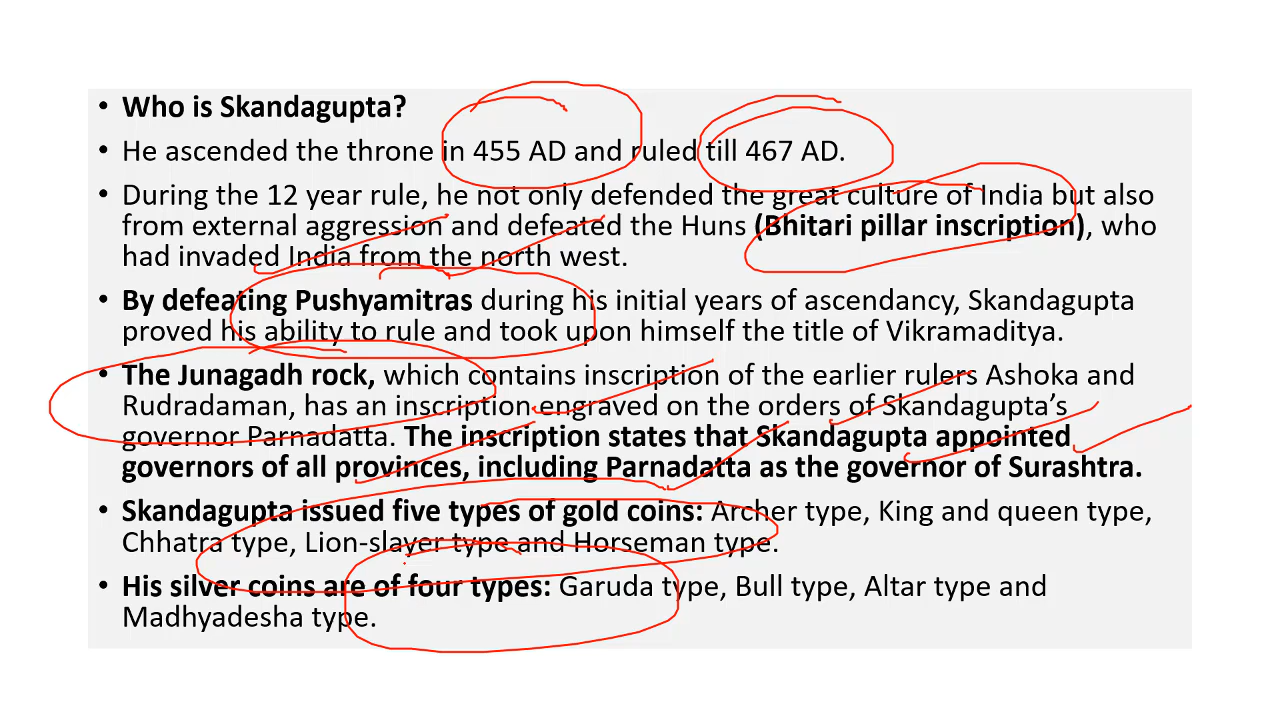 • Who is Skandagupta?
• He ascended the throne in 455 AD and ruled till 467 AD.
• During the 12 year rule, he not only defended the great culture of India but also
from external aggression and defeated the Huns (Bhitari pillar inscription), who
had invaded India from the north west.
• By defeating Pushyamitras during his initial years of ascendancy, Skandagupta
proved his ability to rule and took upon himself the title of Vikramaditya.
• The Junagadh rock, which contains inscription of the earlier rulers Ashoka and
Rudradaman, has an inscription engraved on the orders of Skandagupta’s
governor Parnadatta. The inscription states that Skandagupta appointed
governors of all provinces, including Parnadatta as the governor of Surashtra.
• Skandagupta issued five types of gold coins: Archer type, King and queen type,
Chhatra type, Lion-slayer type and Horseman type.
• His silver coins are of four types: Garuda type, Bull type, Altar type and
Madhyadesha type.